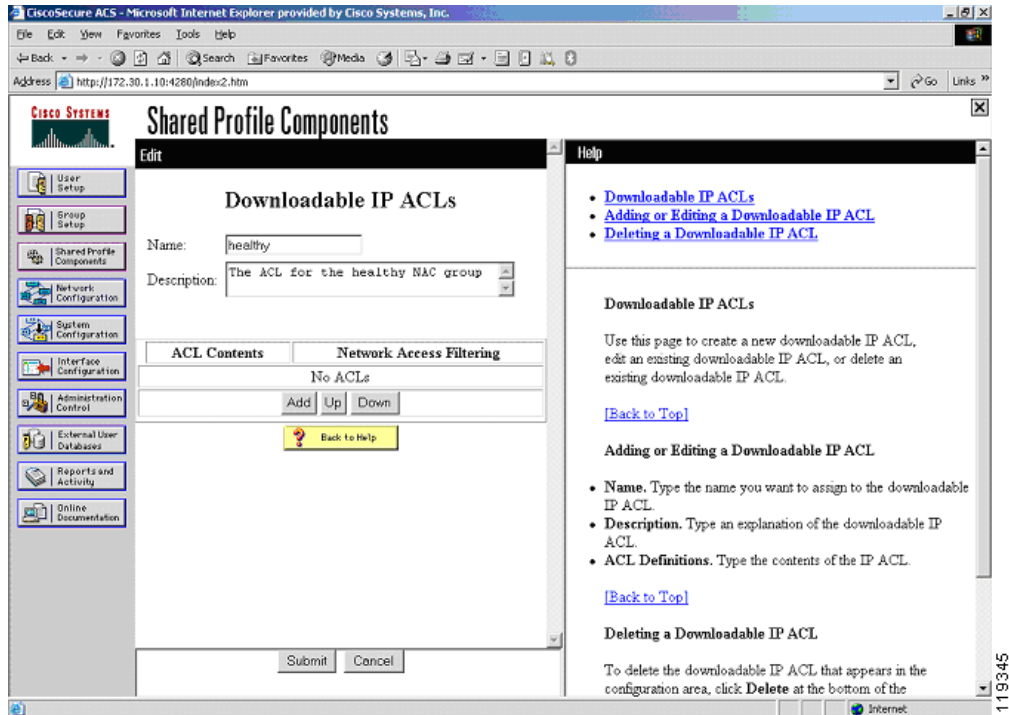 CiscoSecure ACS - Microsoft Internet Explorer provided by Cisco Systems, Inc.
File Edit View Favorites Tools Help
Back Search Favorites Media
Address http://172.30.1.10:4280/index2.htm Go Links »
CISCO SYSTEMS
User Setup
Group Setup
Shared Profile Components
Network Configuration
System Configuration
Interface Configuration
Administration Control
External User Databases
Reports and Activity
Online Documentation
Shared Profile Components
Edit
Downloadable IP ACLs
Name: healthy
Description: The ACL for the healthy NAC group
ACL Contents Network Access Filtering
No ACLs
Add Up Down
? Back to Help
Submit Cancel
Help
• Downloadable IP ACLs
• Adding or Editing a Downloadable IP ACL
• Deleting a Downloadable IP ACL
Downloadable IP ACLs
Use this page to create a new downloadable IP ACL,
edit an existing downloadable IP ACL, or delete an
existing downloadable IP ACL.
[Back to Top]
Adding or Editing a Downloadable IP ACL
• Name. Type the name you want to assign to the downloadable
IP ACL.
• Description. Type an explanation of the downloadable IP
ACL.
• ACL Definitions. Type the contents of the IP ACL.
[Back to Top]
Deleting a Downloadable IP ACL
To delete the downloadable IP ACL that appears in the
configuration area, click Delete at the bottom of the
Internet
119345